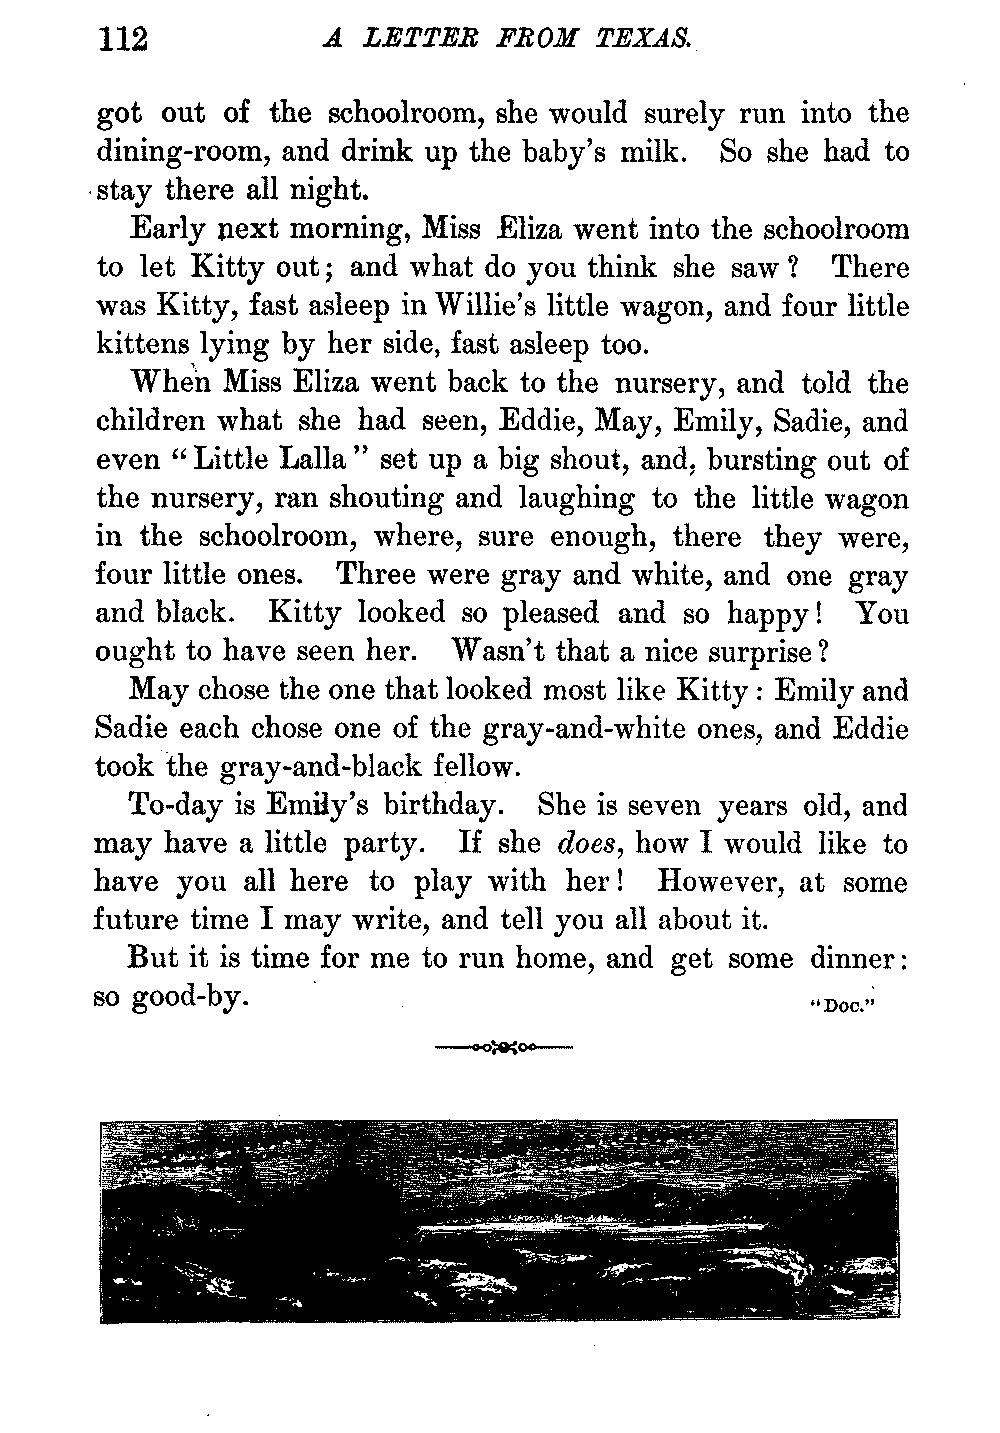 112 A LETTER FROM TEXAS.
got out of the schoolroom, she would surely run into the
dining-room, and drink up the baby's milk. So she had to
stay there all night.
Early next morning, Miss Eliza went into the schoolroom
to let Kitty out; and what do you think she saw? There
was Kitty, fast asleep in Willie's little wagon, and four little
kittens lying by her side, fast asleep too.
When Miss Eliza went back to the nursery, and told the
children what she had seen, Eddie, May, Emily, Sadie, and
even "Little Lalla" set up a big shout, and, bursting out of
the nursery, ran shouting and laughing to the little wagon
in the schoolroom, where, sure enough, there they were,
four little ones. Three were gray and white, and one gray
and black. Kitty looked so pleased and so happy! You
ought to have seen her. Wasn't that a nice surprise?
May chose the one that looked most like Kitty: Emily and
Sadie each chose one of the gray-and-white ones, and Eddie
took the gray-and-black fellow.
To-day is Emily's birthday. She is seven years old, and
may have a little party. If she does, how I would like to
have you all here to play with her! However, at some
future time I may write, and tell you all about it.
But it is time for me to run home, and get some dinner:
so good-by. "Doc."